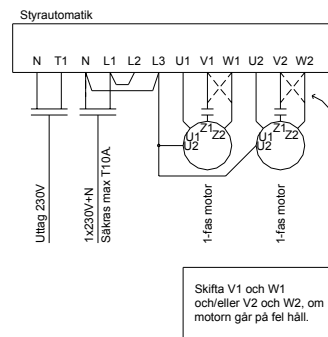 Styrautomatik
N T1 N L1 L2 L3 U1 V1 W1 U2 V2 W2
Z1 Z1
U1 Z2 U1 Z2
U2 U2
Uttag 230V
1x230V+N
Säkras max T10A.
1-fas motor
1-fas motor
Skifta V1 och W1
och/eller V2 och W2, om
motorn går på fel håll.